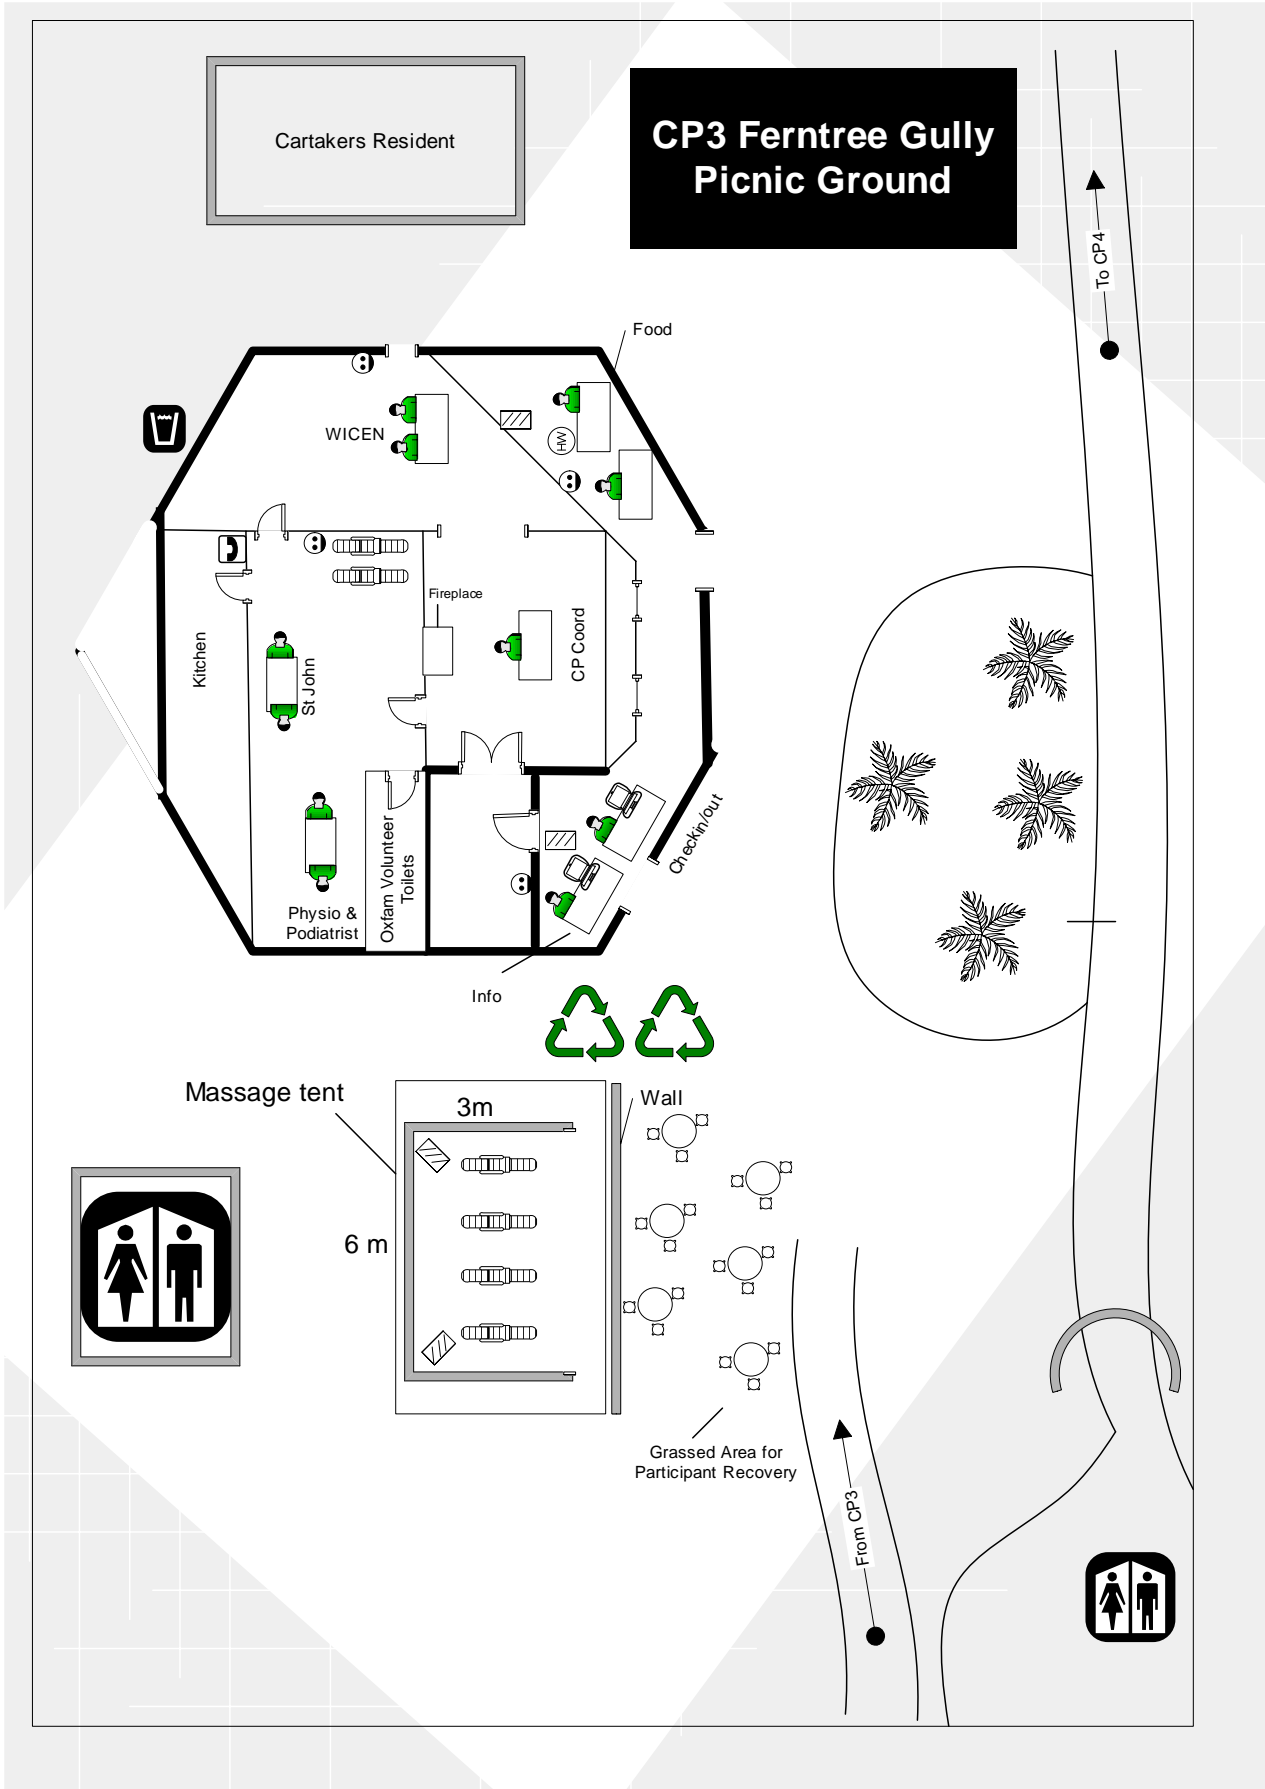 CP3 Ferntree Gully
Picnic Ground
Cartakers Resident
To CP4
Food
WICEN
HW
Fireplace
Kitchen
St John
CP Coord
Checkin/out
Oxfam Volunteer
Toilets
Physio &
Podiatrist
Info
Massage tent
3m
Wall
6 m
Grassed Area for
Participant Recovery
From CP3